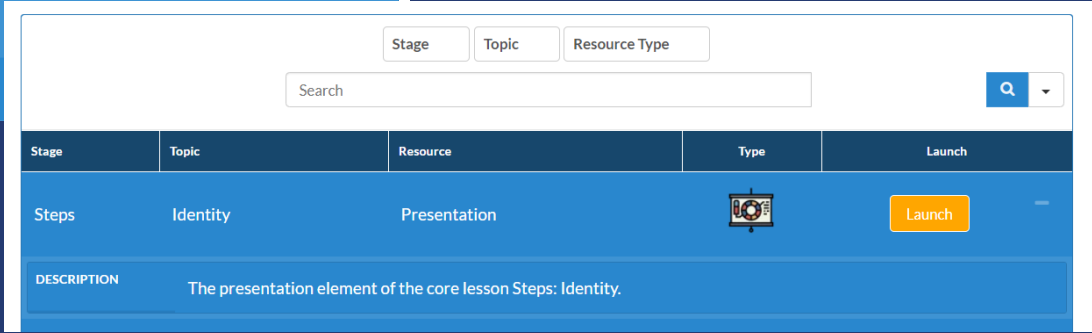 Stage Topic Resource Type
Search
Stage Topic Resource Type Launch
Steps Identity Presentation Launch
DESCRIPTION The presentation element of the core lesson Steps: Identity.